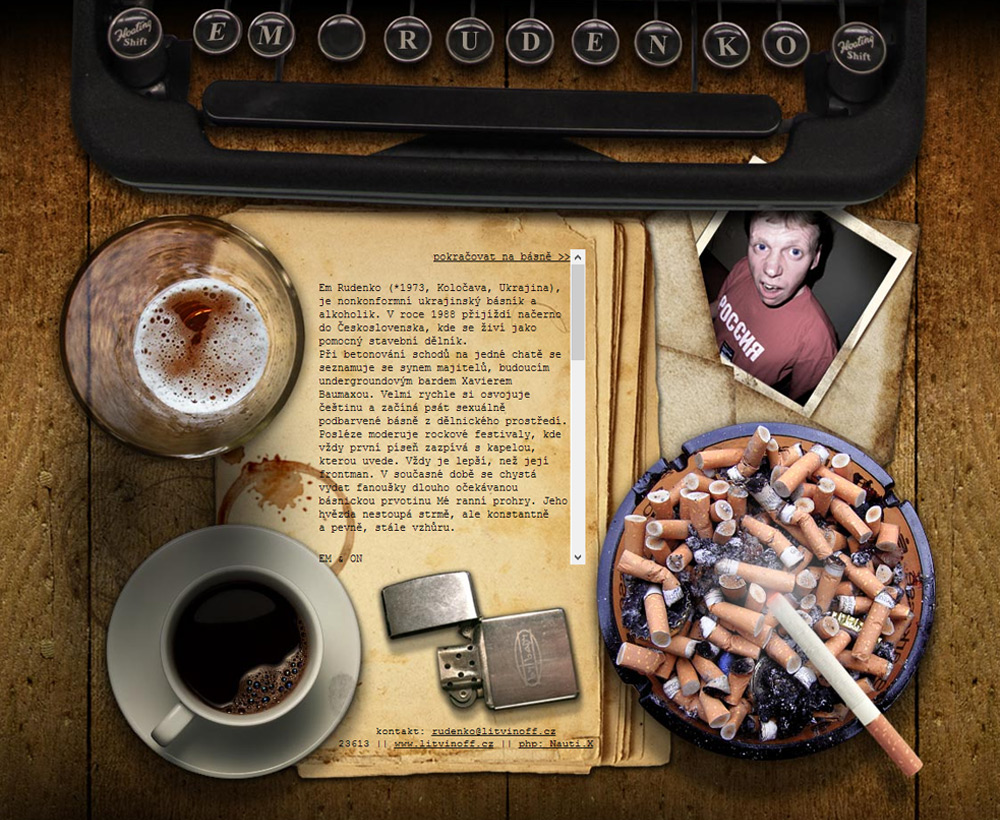 Floating Shift
E M R U D E N K O
Floating Shift
pokračovat na básně >>
Em Rudenko (*1973, Koločava, Ukrajina),
je nonkonformní ukrajinský básník a
alkoholik. V roce 1988 přijíždí načerno
do Československa, kde se živí jako
pomocný stavební dělník.
Při betonování schodů na jedné chatě se
seznamuje se synem majitelů, budoucím
undergroundovým bardem Xavierem
Baumaxou. Velmi rychle si osvojuje
češtinu a začíná psát sexuálně
podbarvené básně z dělnického prostředí.
Posléze moderuje rockové festivaly, kde
vždy první píseň zazpívá s kapelou,
kterou uvede. Vždy je lepší, než její
frontman. V současné době se chystá
vydat fanoušky dlouho očekávanou
básnickou prvotinu Mé ranní prohry. Jeho
hvězda nestoupá strmě, ale konstantně
a pevně, stále vzhůru.
EM & ON
РОССИЯ
kontakt: rudenko@litvinoff.cz
23613 || www.litvinoff.cz || php: Nauti.X